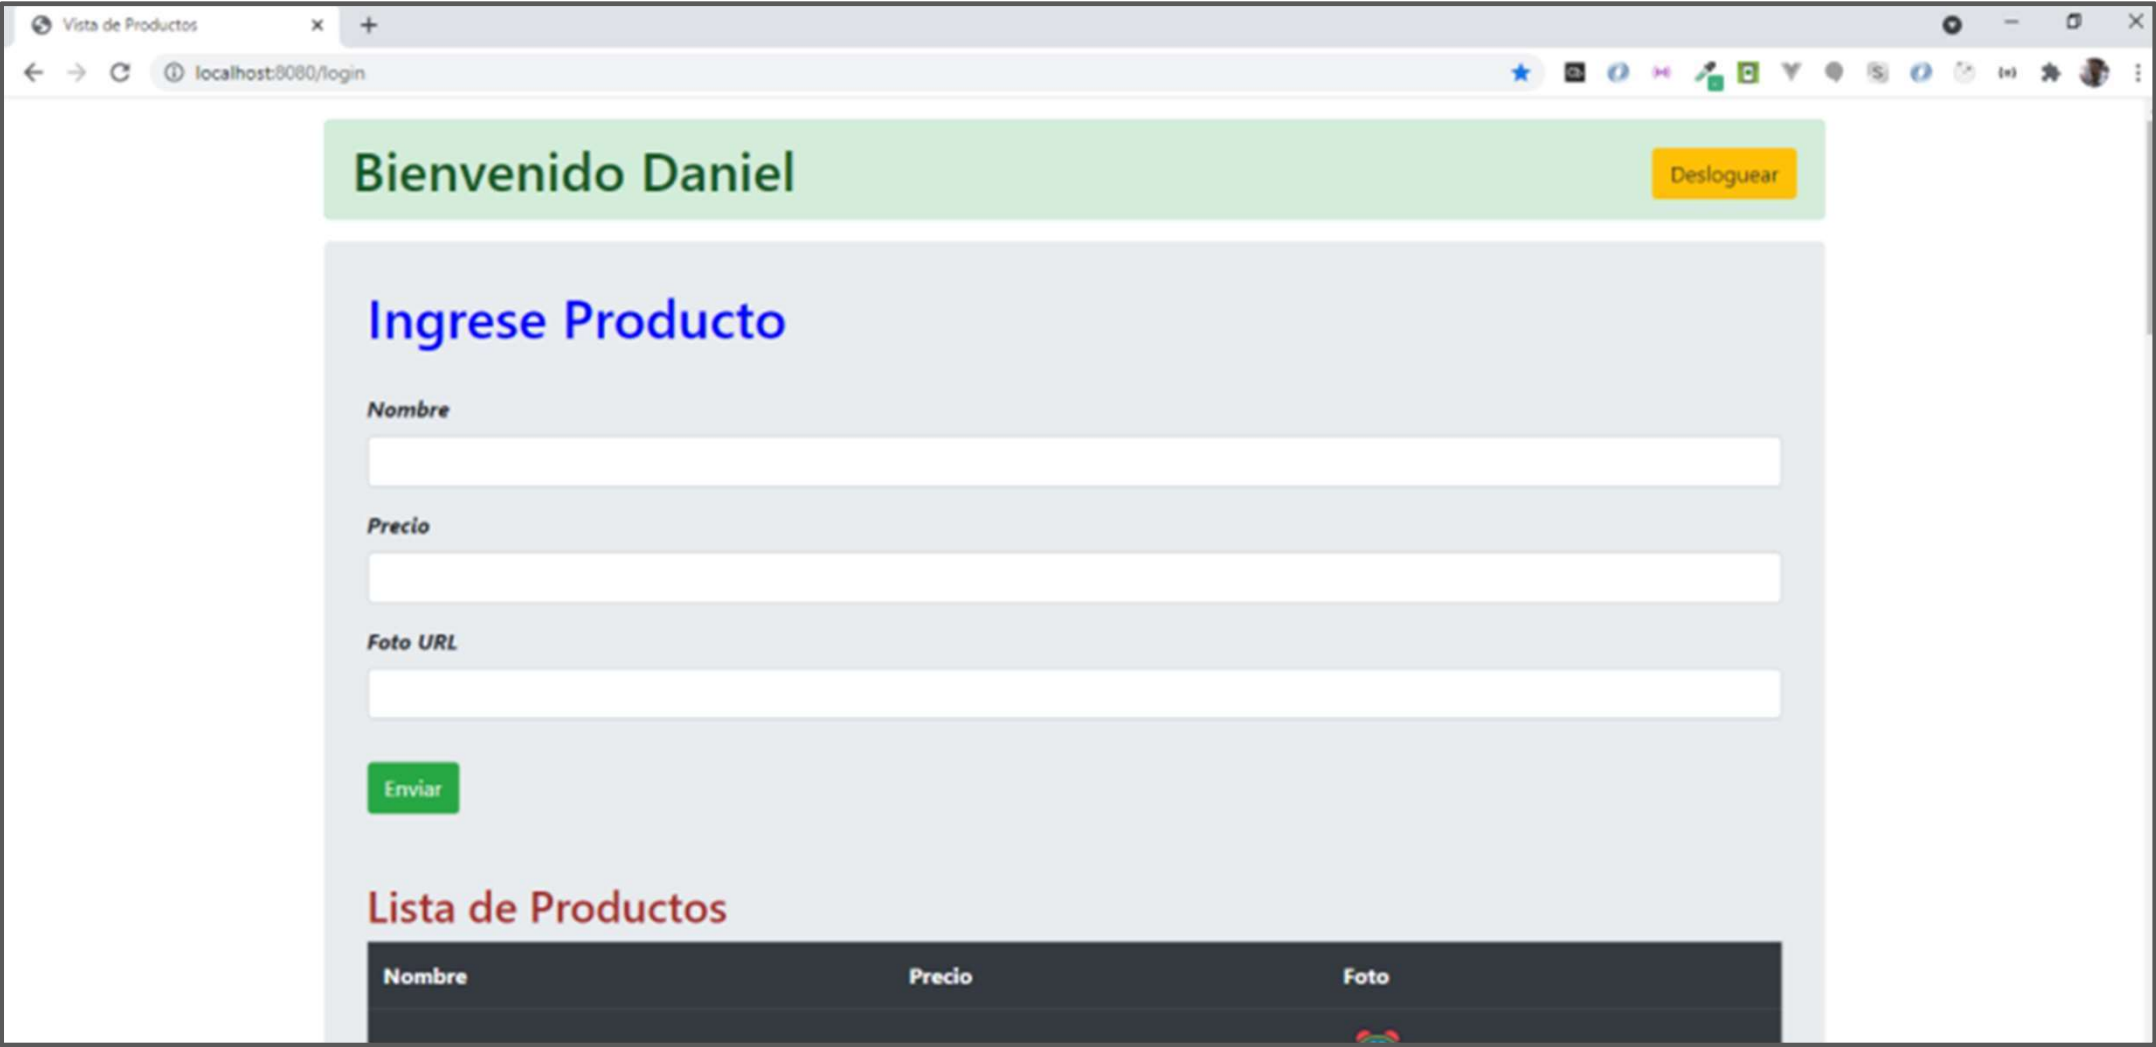 Vista de Productos
localhost:8080/login
Bienvenido Daniel
Desloguear
Ingrese Producto
Nombre
Precio
Foto URL
Enviar
Lista de Productos
Nombre Precio Foto